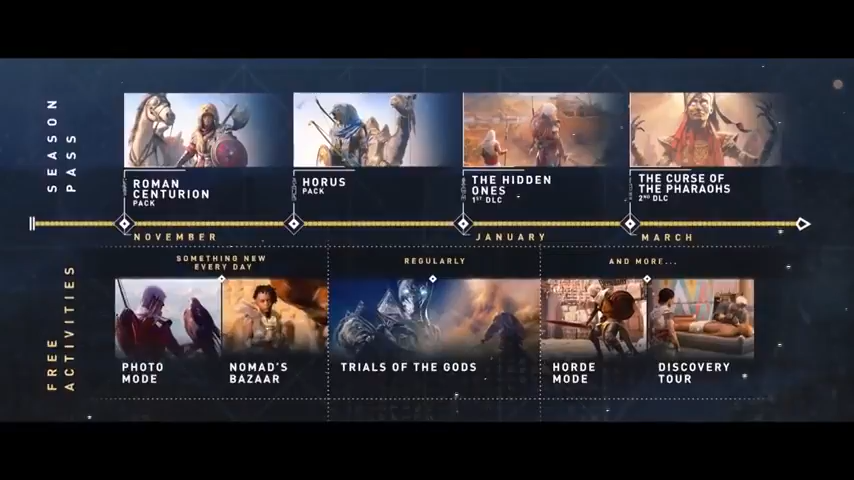 SEASON
PASS
ROMAN
CENTURION
PACK
HORUS
PACK
THE HIDDEN
ONES
1ST DLC
THE CURSE OF
THE PHARAOHS
2ND DLC
NOVEMBER
JANUARY
MARCH
FREE
ACTIVITIES
SOMETHING NEW
EVERY DAY
REGULARLY
AND MORE...
PHOTO
MODE
NOMAD'S
BAZAAR
TRIALS OF THE GODS
HORDE
MODE
DISCOVERY
TOUR